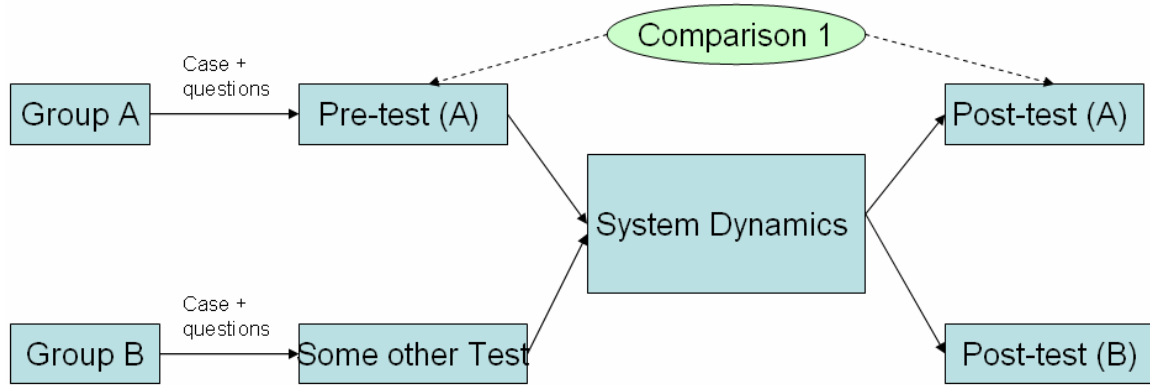 Comparison 1
Case +
questions
Group A
Pre-test (A)
Post-test (A)
System Dynamics
Case +
questions
Group B
Some other Test
Post-test (B)